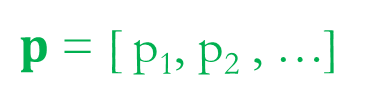 p = [ p₁, p₂ , …]